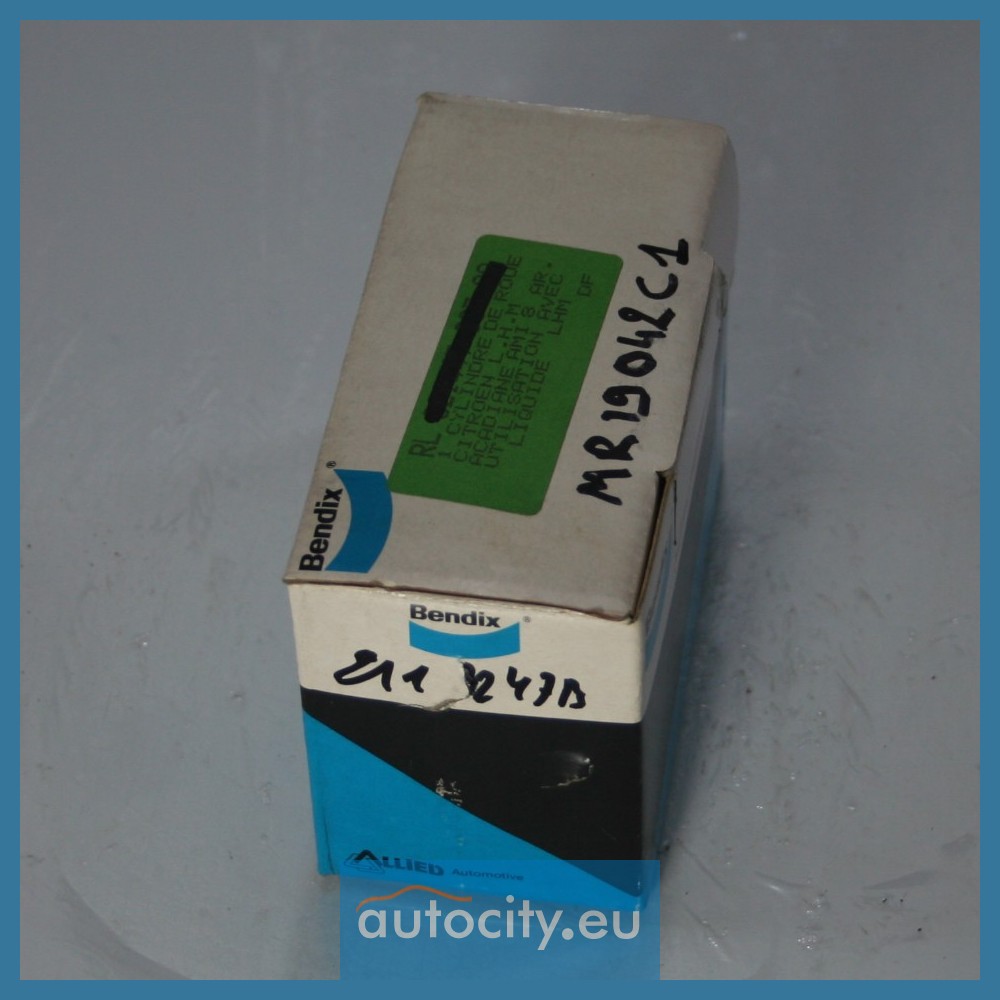 RL
1 CYLINDRE DE ROUE
CITROEN L.H.M
ACADIANE AMI 8 AR.
UTILISATION AVEC
LIQUIDE LHM DF
MR19042C1
Bendix ®
Bendix ®
211 3247B
ALLIED Automotive
autocity.eu